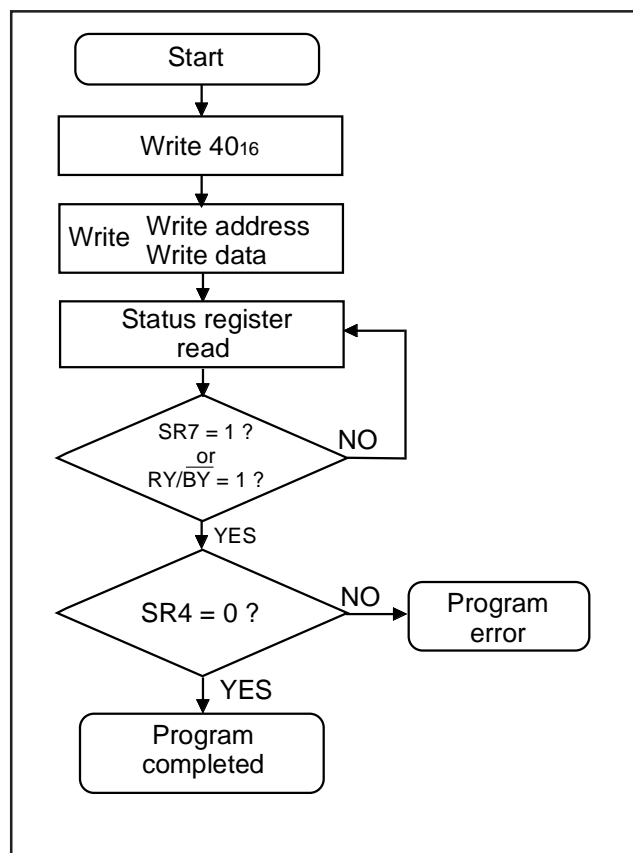 Start
Write 40₁₆
Write Write address
Write data
Status register
read
SR7 = 1 ?
or
RY/B̅Y̅ = 1 ?
NO
YES
SR4 = 0 ?
NO
Program
error
YES
Program
completed